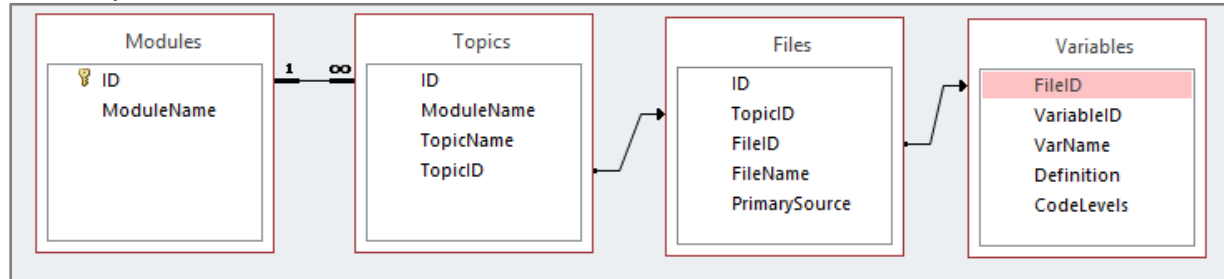 Modules
ID
ModuleName
1 ∞
Topics
ID
ModuleName
TopicName
TopicID
Files
ID
TopicID
FileID
FileName
PrimarySource
Variables
FileID
VariableID
VarName
Definition
CodeLevels